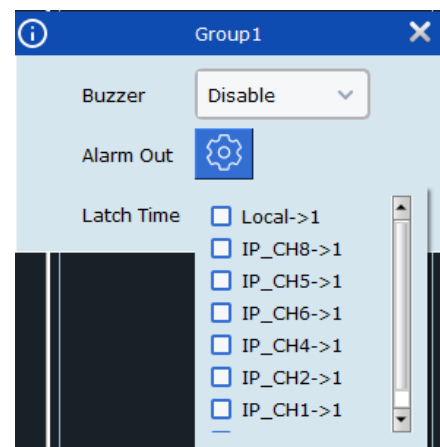 Group1
Buzzer Disable
Alarm Out
Latch Time Local->1
IP_CH8->1
IP_CH5->1
IP_CH6->1
IP_CH4->1
IP_CH2->1
IP_CH1->1